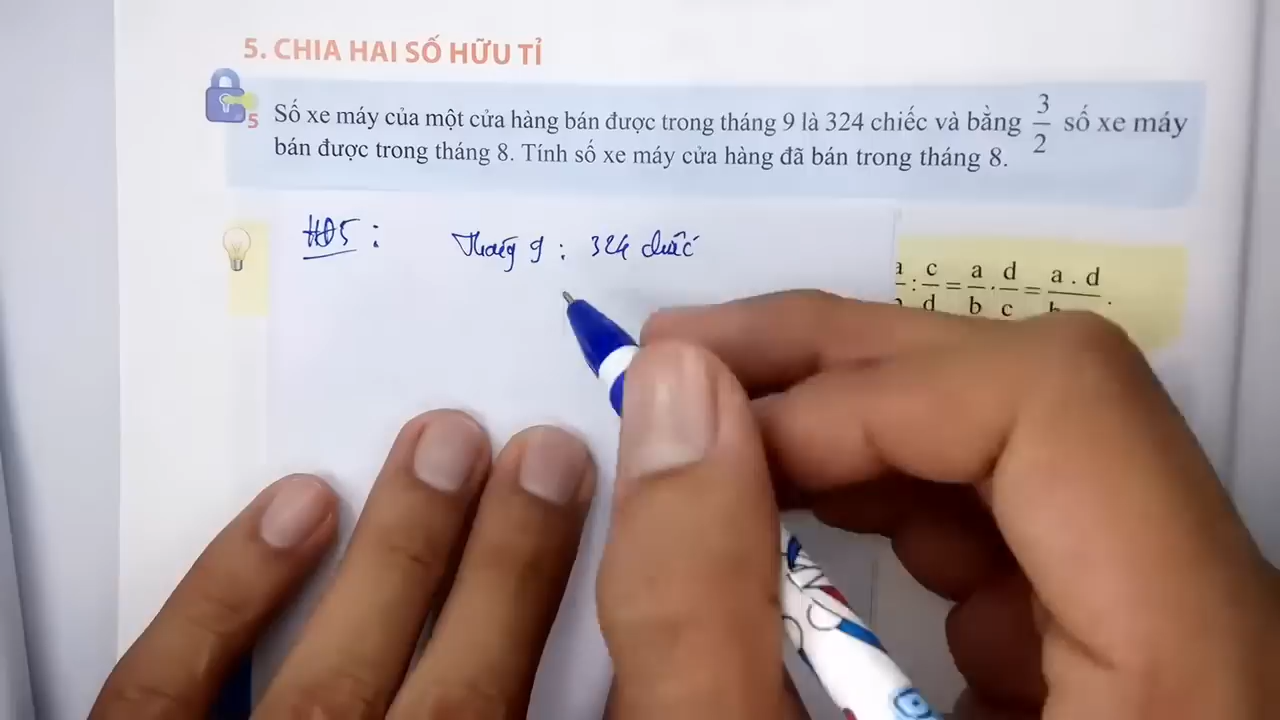 5. CHIA HAI SỐ HỮU TỈ
5 Số xe máy của một cửa hàng bán được trong tháng 9 là 324 chiếc và bằng 3/2 số xe máy
bán được trong tháng 8. Tính số xe máy cửa hàng đã bán trong tháng 8.
HĐ5 : Tháng 9 : 324 chiếc
: c/d = a/b . d/c = a . d